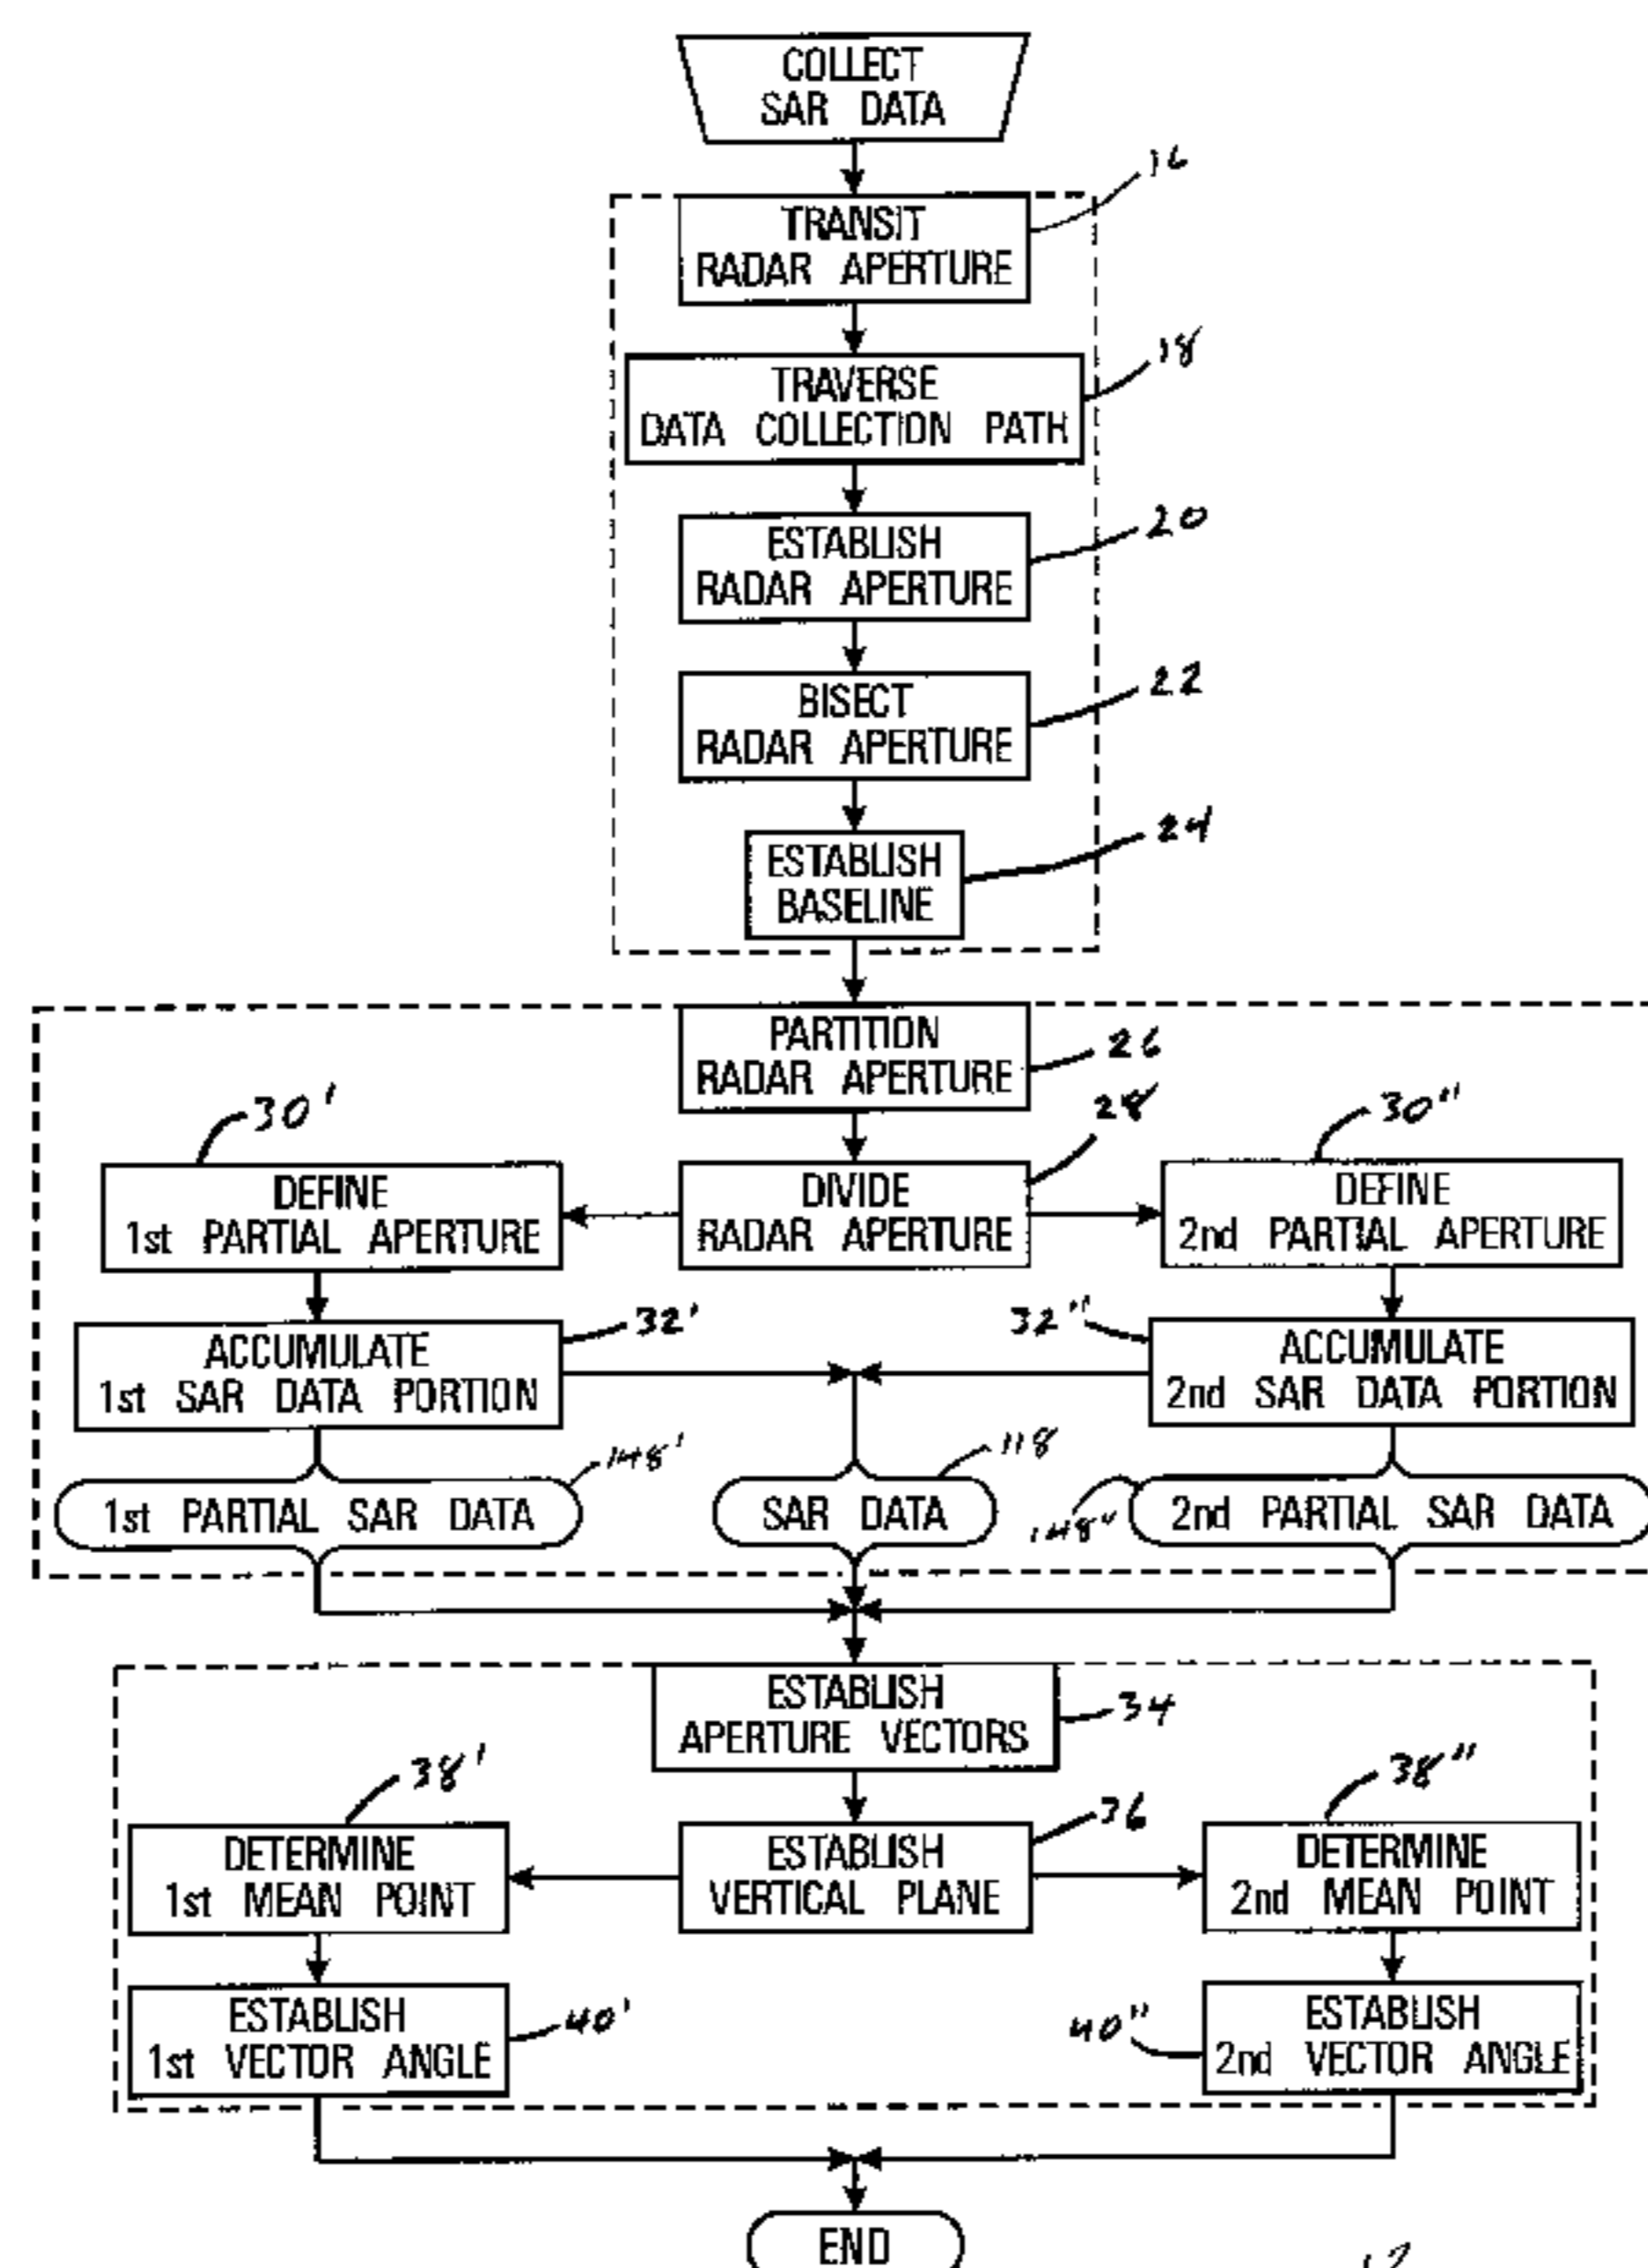 COLLECT
SAR DATA
16
TRANSIT
RADAR APERTURE
18
TRAVERSE
DATA COLLECTION PATH
20
ESTABLISH
RADAR APERTURE
22
BISECT
RADAR APERTURE
24
ESTABLISH
BASELINE
PARTITION
RADAR APERTURE
26
28
30'
30"
DEFINE
1st PARTIAL APERTURE
DIVIDE
RADAR APERTURE
DEFINE
2nd PARTIAL APERTURE
32'
32"
ACCUMULATE
1st SAR DATA PORTION
ACCUMULATE
2nd SAR DATA PORTION
148'
118
148"
1st PARTIAL SAR DATA
SAR DATA
2nd PARTIAL SAR DATA
ESTABLISH
APERTURE VECTORS
34
38'
36
38"
DETERMINE
1st MEAN POINT
ESTABLISH
VERTICAL PLANE
DETERMINE
2nd MEAN POINT
ESTABLISH
1st VECTOR ANGLE
40'
40"
ESTABLISH
2nd VECTOR ANGLE
END